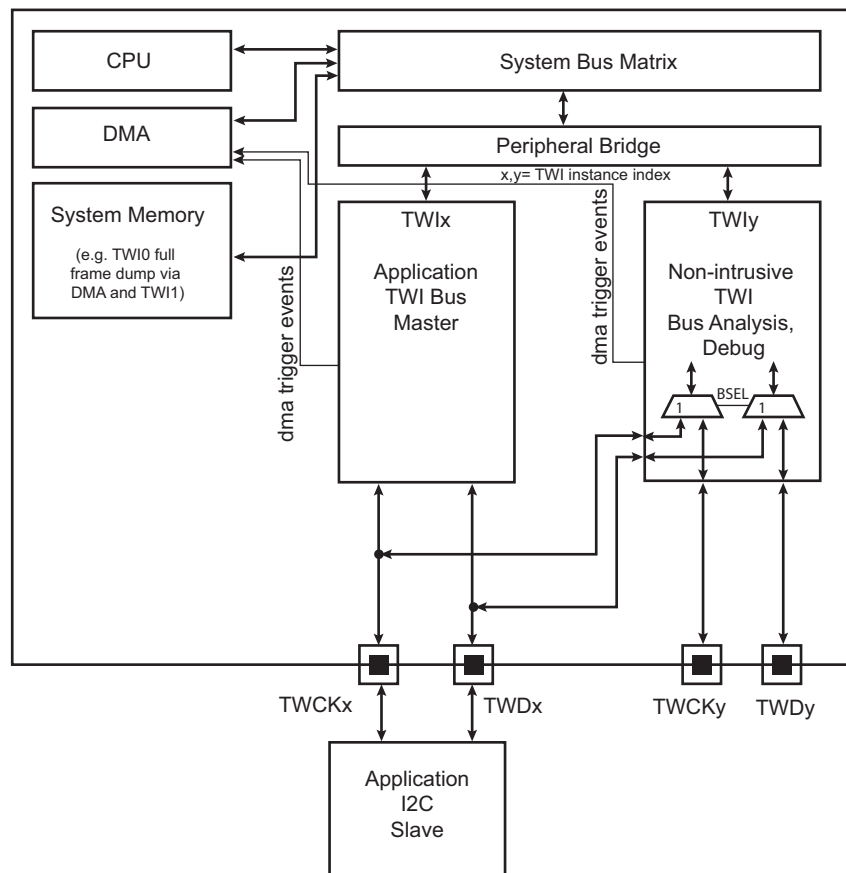 CPU
System Bus Matrix
DMA
Peripheral Bridge
x,y= TWI instance index
System Memory
(e.g. TWI0 full
frame dump via
DMA and TWI1)
dma trigger events
TWIx
Application
TWI Bus
Master
dma trigger events
TWIy
Non-intrusive
TWI
Bus Analysis,
Debug
BSEL
1
1
TWCKx
TWDx
TWCKy
TWDy
Application
I2C
Slave